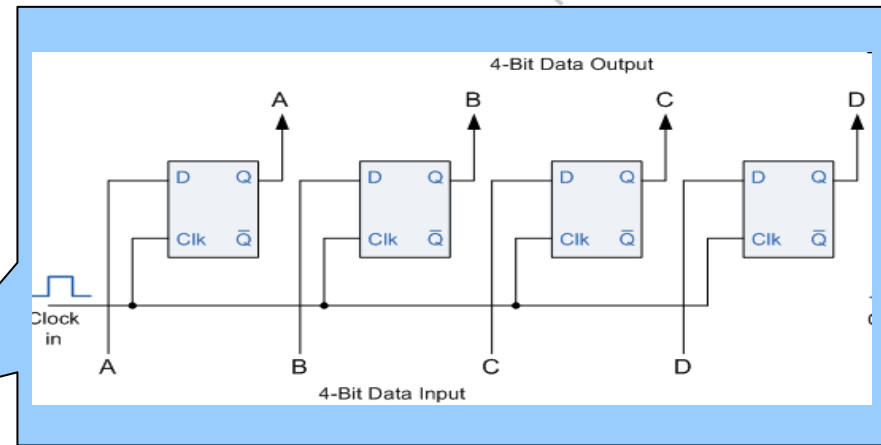 4-Bit Data Output
A B C D
D Q D Q D Q D Q
Clk Q̅ Clk Q̅ Clk Q̅ Clk Q̅
Clock
in
A B C D
4-Bit Data Input